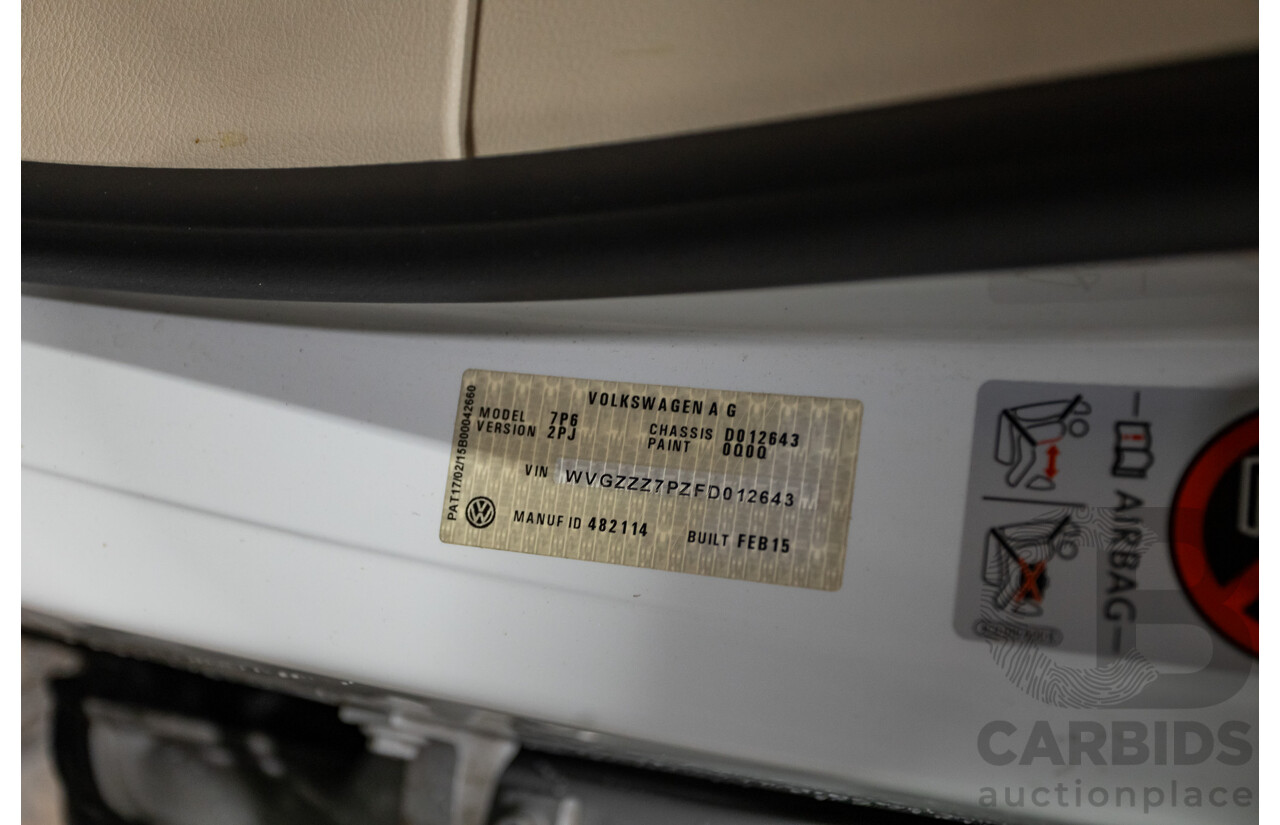 VOLKSWAGEN A G
MODEL 7P6
VERSION 2PJ
CHASSIS D012643
PAINT 0Q0Q
VIN WVGZZZ7PZFD012643
MANUF ID 482114
BUILT FEB15
PAT17/02/15B00042660
AIRBAG
CARBIDS
auctionplace